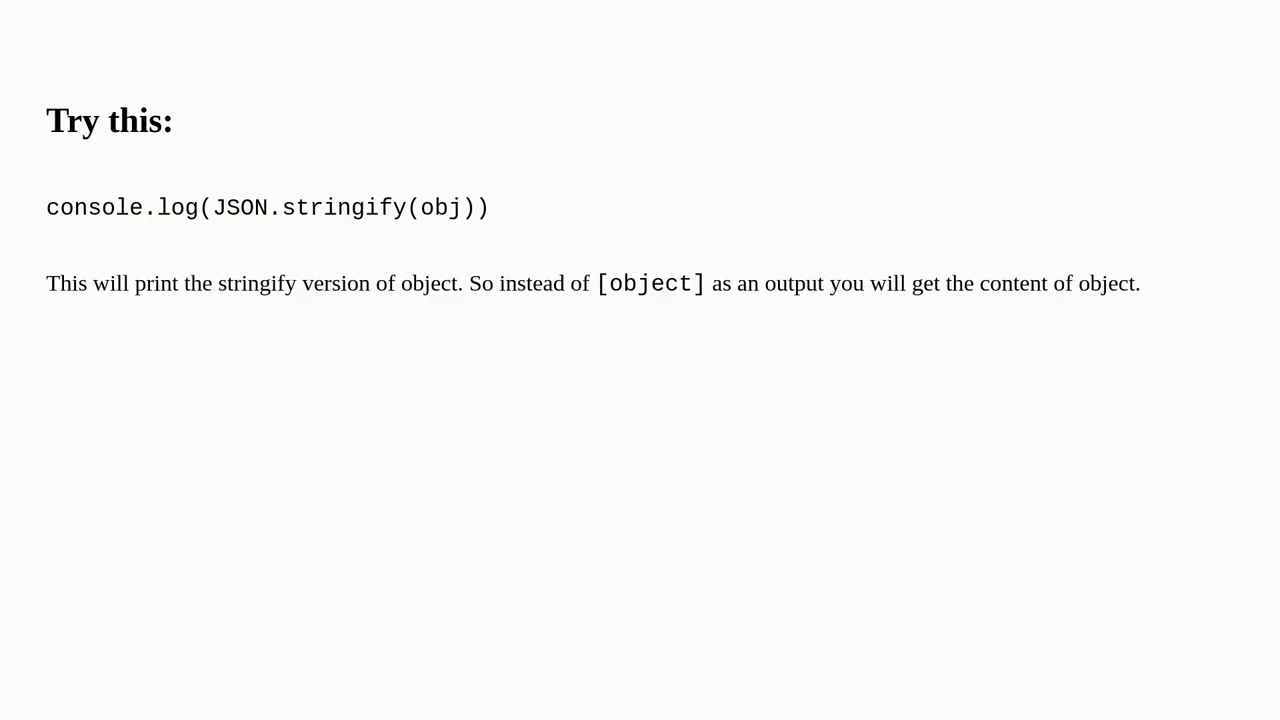 Try this:
console.log(JSON.stringify(obj))
This will print the stringify version of object. So instead of [object] as an output you will get the content of object.